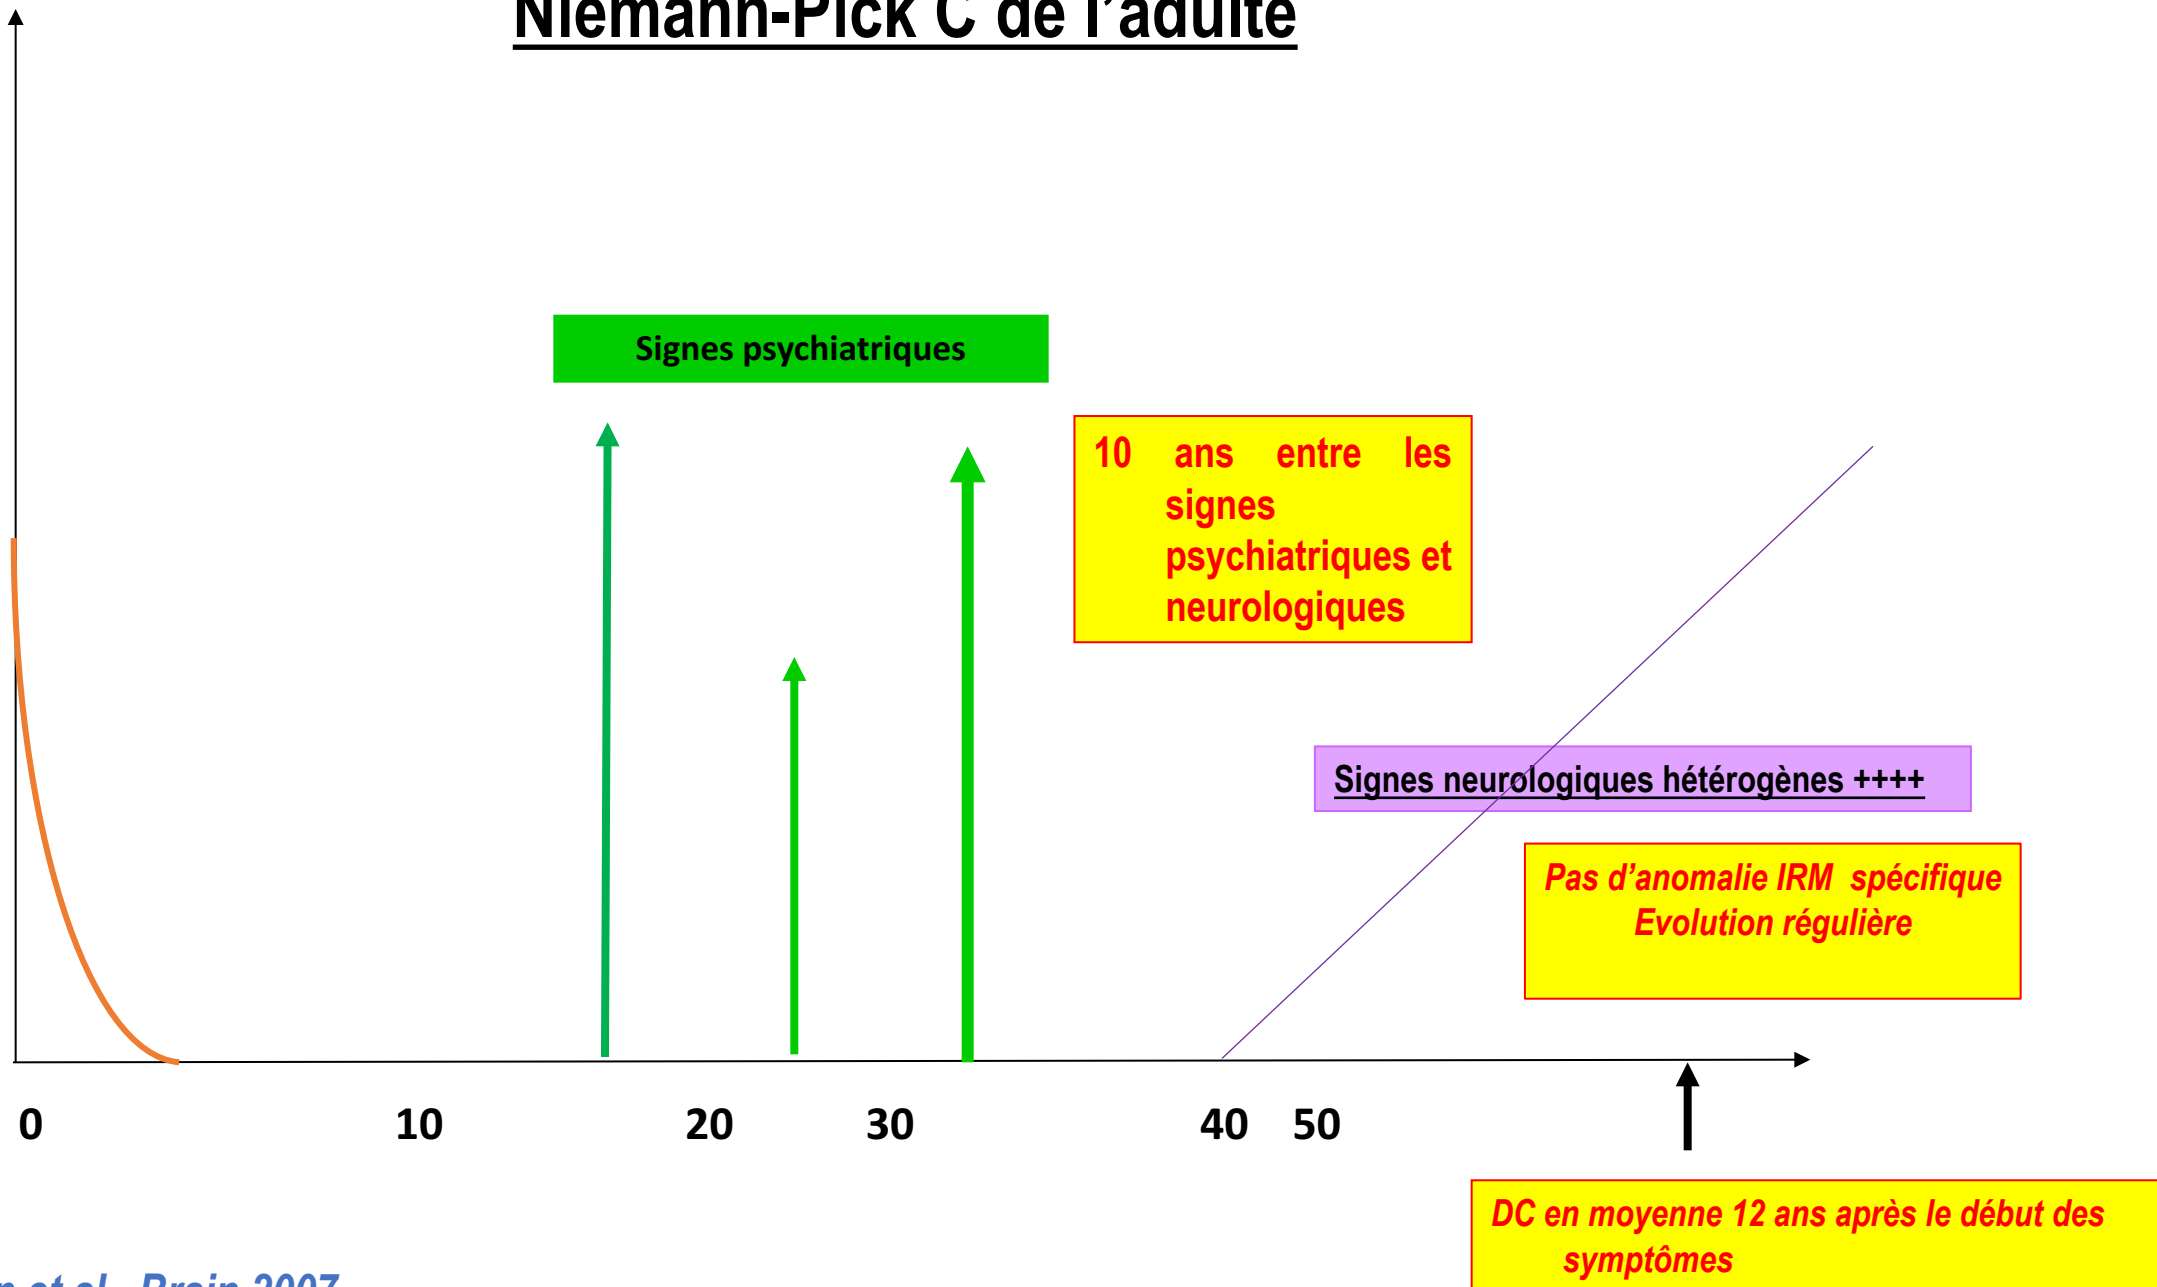 Niemann-Pick C de l’adulte
Signes psychiatriques
10 ans entre les
signes
psychiatriques et
neurologiques
Signes neurologiques hétérogènes ++++
Pas d’anomalie IRM spécifique
Evolution régulière
0 10 20 30 40 50
DC en moyenne 12 ans après le début des
symptômes
et al Brain 2007